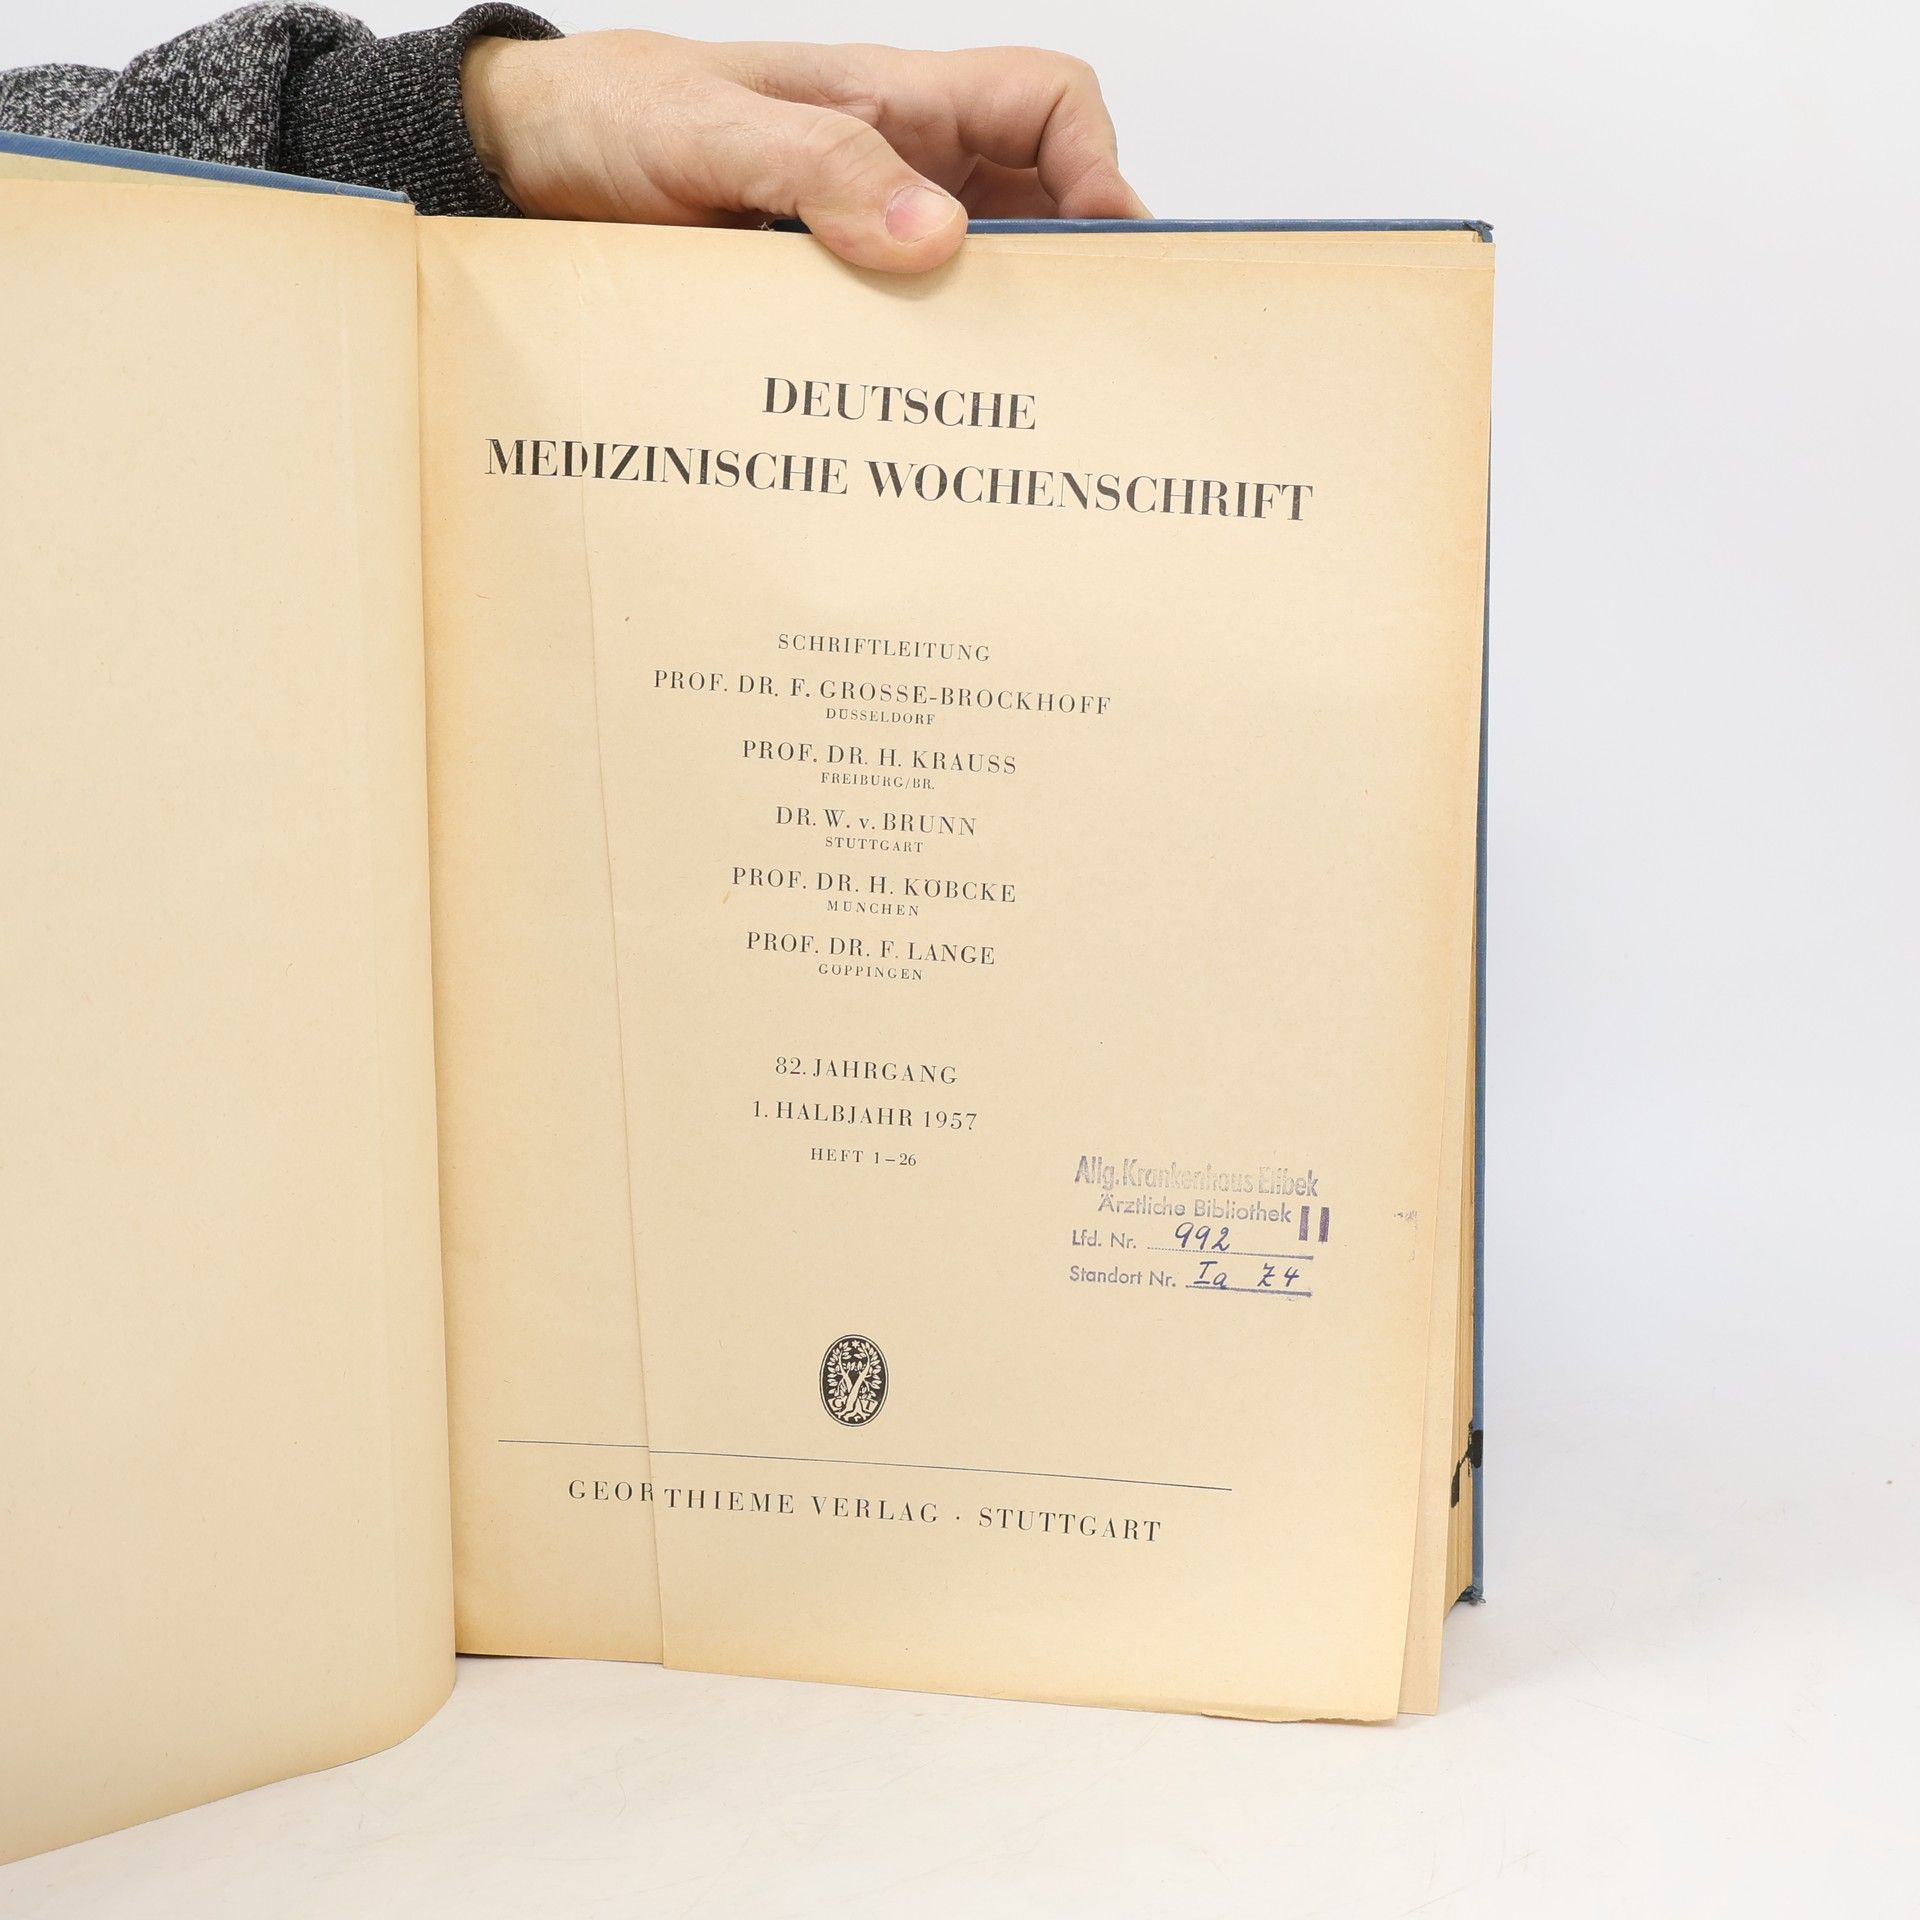 DEUTSCHE
MEDIZINISCHE WOCHENSCHRIFT
SCHRIFTLEITUNG
PROF. DR. F. GROSSE-BROCKHOFF
DÜSSELDORF
PROF. DR. H. KRAUSS
FREIBURG/BR.
DR. W. v. BRUNN
STUTTGART
PROF. DR. H. KÖBCKE
MÜNCHEN
PROF. DR. F. LANGE
GÖPPINGEN
82. JAHRGANG
1. HALBJAHR 1957
HEFT 1–26
Allg. Krankenhaus Eilbek
Ärztliche Bibliothek II
Lfd. Nr. 992
Standort Nr. Ia Z4
G T
GEOR THIEME VERLAG · STUTTGART